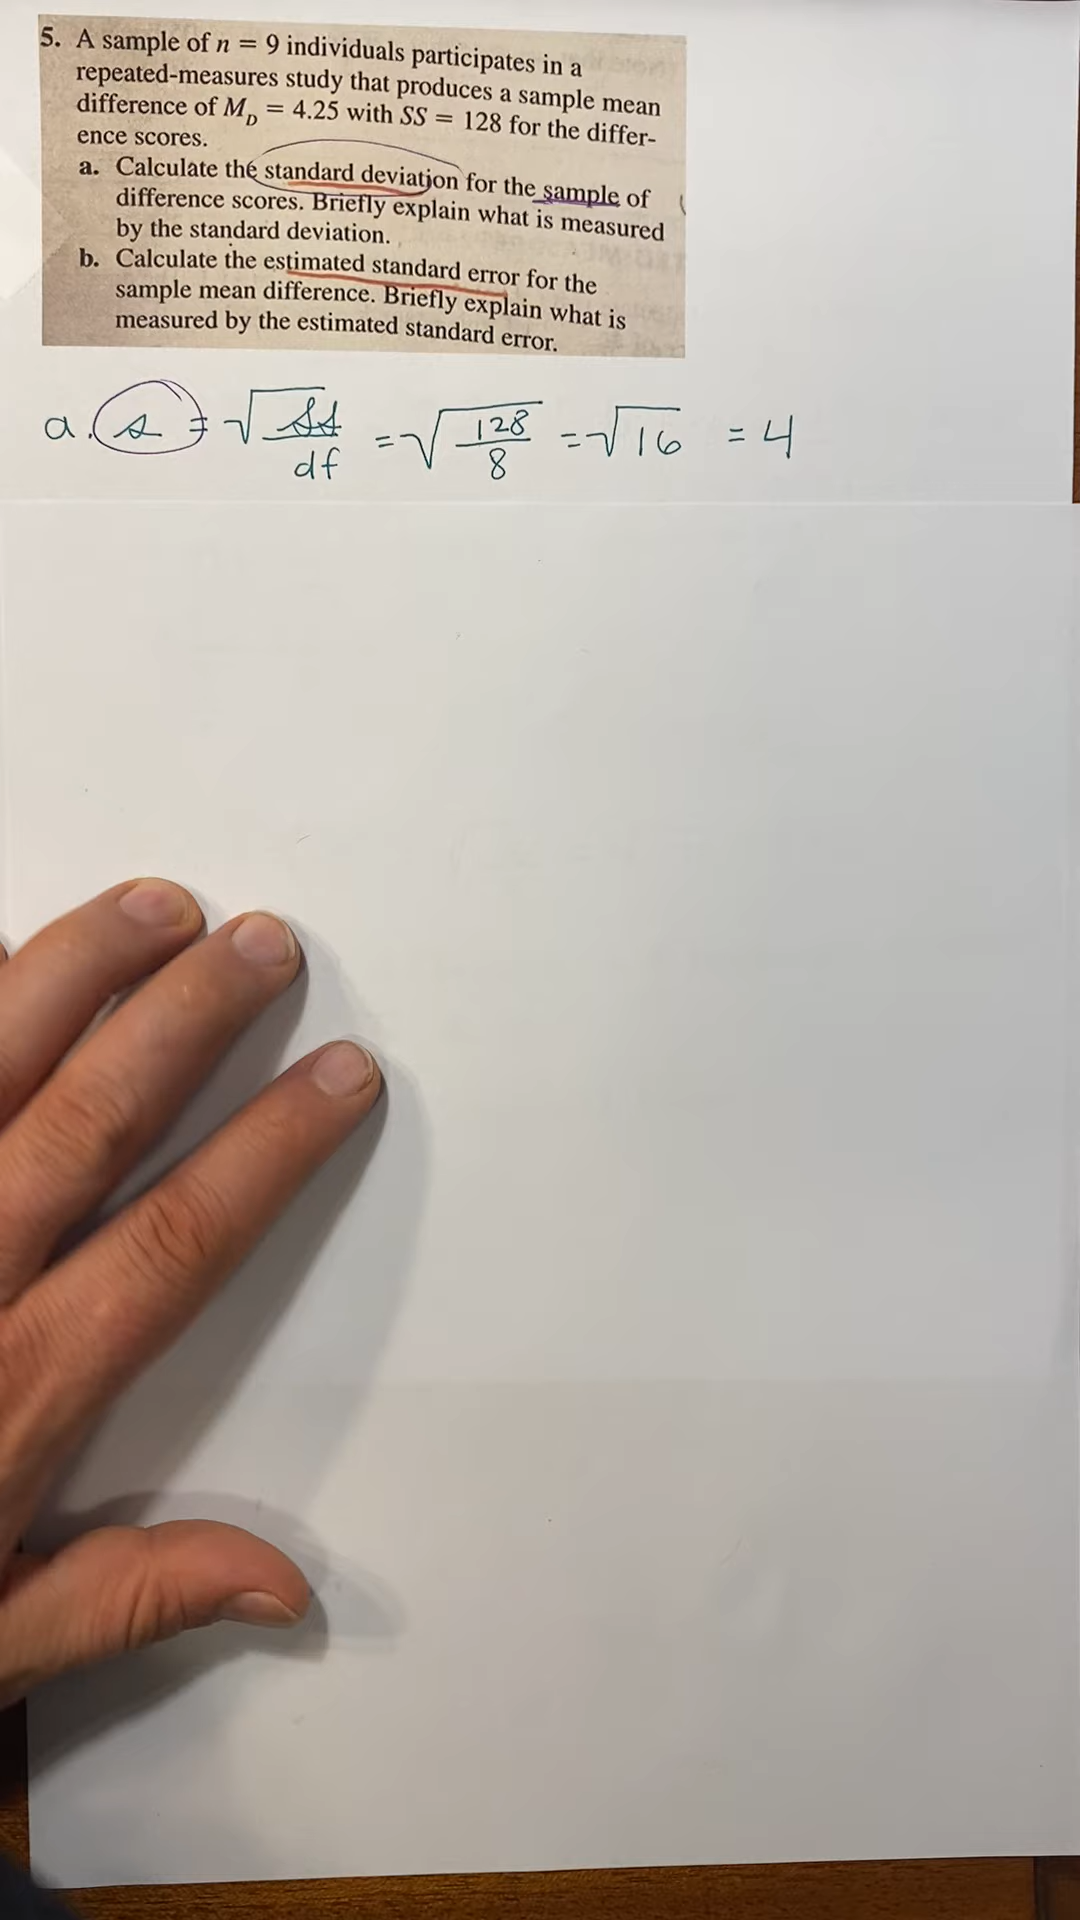 5. A sample of n = 9 individuals participates in a
repeated-measures study that produces a sample mean
difference of M_D = 4.25 with SS = 128 for the differ-
ence scores.
a. Calculate the standard deviation for the sample of
difference scores. Briefly explain what is measured
by the standard deviation.
b. Calculate the estimated standard error for the
sample mean difference. Briefly explain what is
measured by the estimated standard error.
a. s = √(SS/df) = √(128/8) = √16 = 4